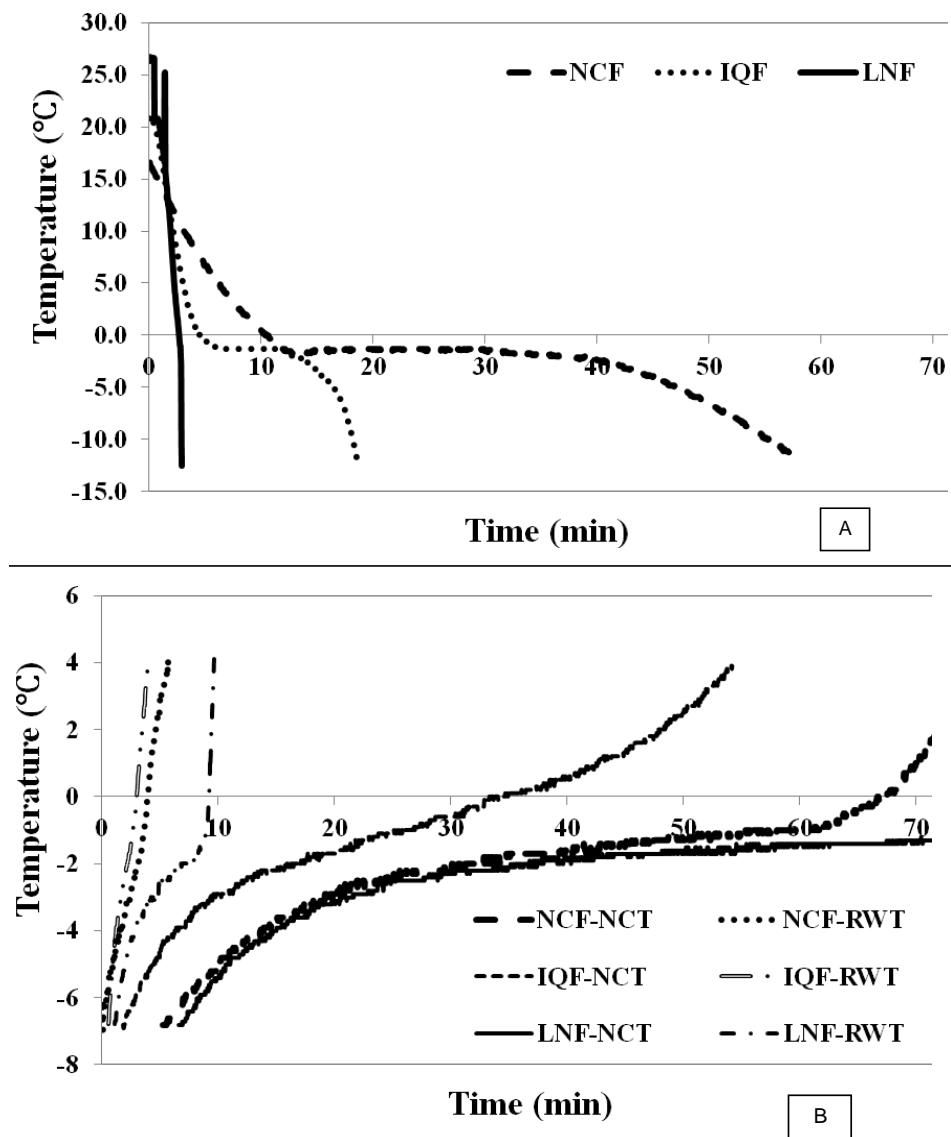 30.0
25.0
20.0
15.0
10.0
5.0
0.0
-5.0
-10.0
-15.0
Temperature (°C)
NCF IQF LNF
0 10 20 30 40 50 60 70
Time (min)
A
6
4
2
0
-2
-4
-6
-8
Temperature (°C)
0 10 20 30 40 50 60 70
NCF-NCT NCF-RWT
IQF-NCT IQF-RWT
LNF-NCT LNF-RWT
Time (min)
B